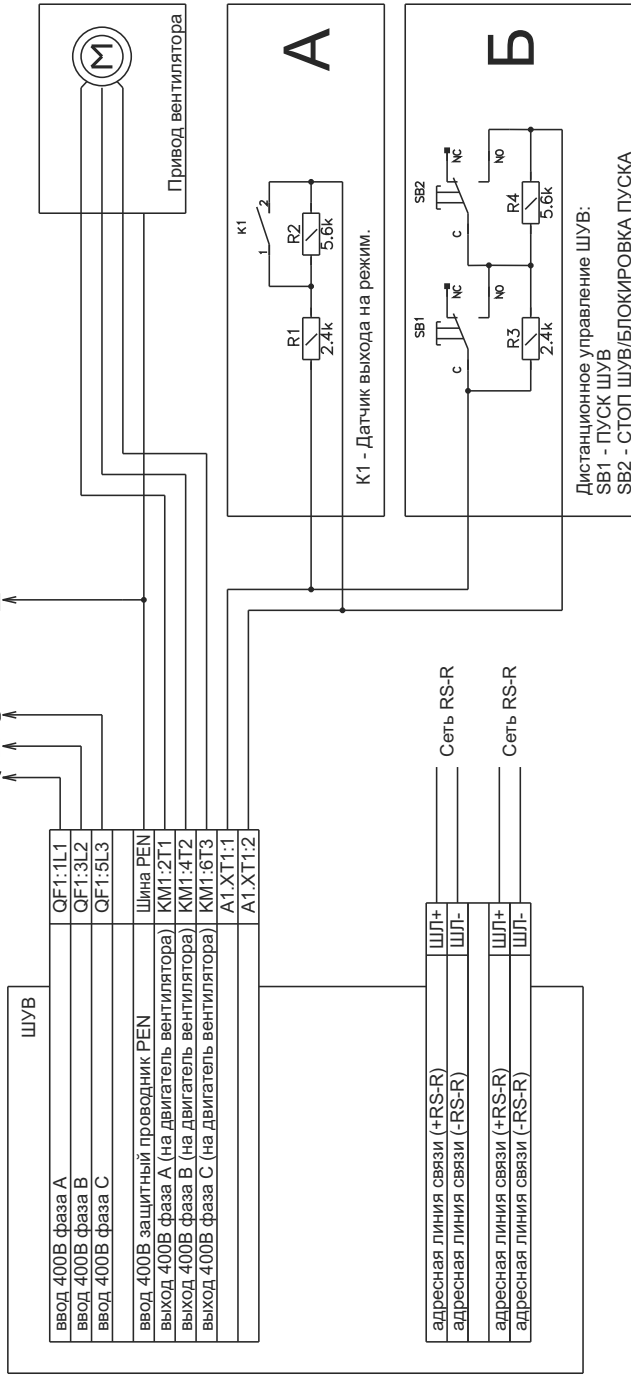 ШУВ
ввод 400В фаза А QF1:1L1
ввод 400В фаза В QF1:3L2
ввод 400В фаза С QF1:5L3
ввод 400В защитный проводник PEN Шина PEN
выход 400В фаза А (на двигатель вентилятора) KM1:2T1
выход 400В фаза В (на двигатель вентилятора) KM1:4T2
выход 400В фаза С (на двигатель вентилятора) KM1:6T3
A1.XT1:1
A1.XT1:2
адресная линия связи (+RS-R) ШЛ+
адресная линия связи (-RS-R) ШЛ-
Сеть RS-R
адресная линия связи (+RS-R) ШЛ+
адресная линия связи (-RS-R) ШЛ-
Сеть RS-R
М
Привод вентилятора
А
К1
1 2
R1
2.4k
R2
5.6k
К1 - Датчик выхода на режим.
Б
SB1
C NC
NO
SB2
C NC
NO
R3
2.4k
R4
5.6k
Дистанционное управление ШУВ:
SB1 - ПУСК ШУВ
SB2 - СТОП ШУВ/БЛОКИРОВКА ПУСКА